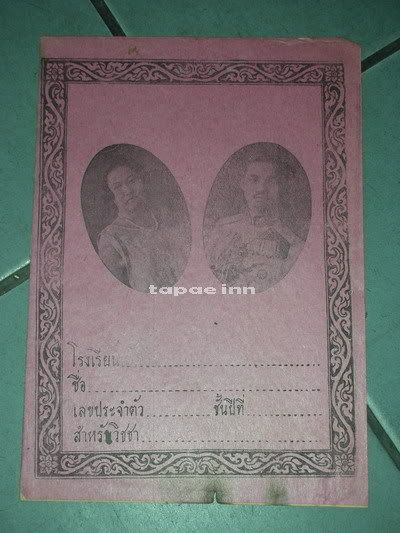 tapae inn
โรงเรียน
ชื่อ
เลขประจำตัว ชั้นปีที่
สำหรับวิชชา